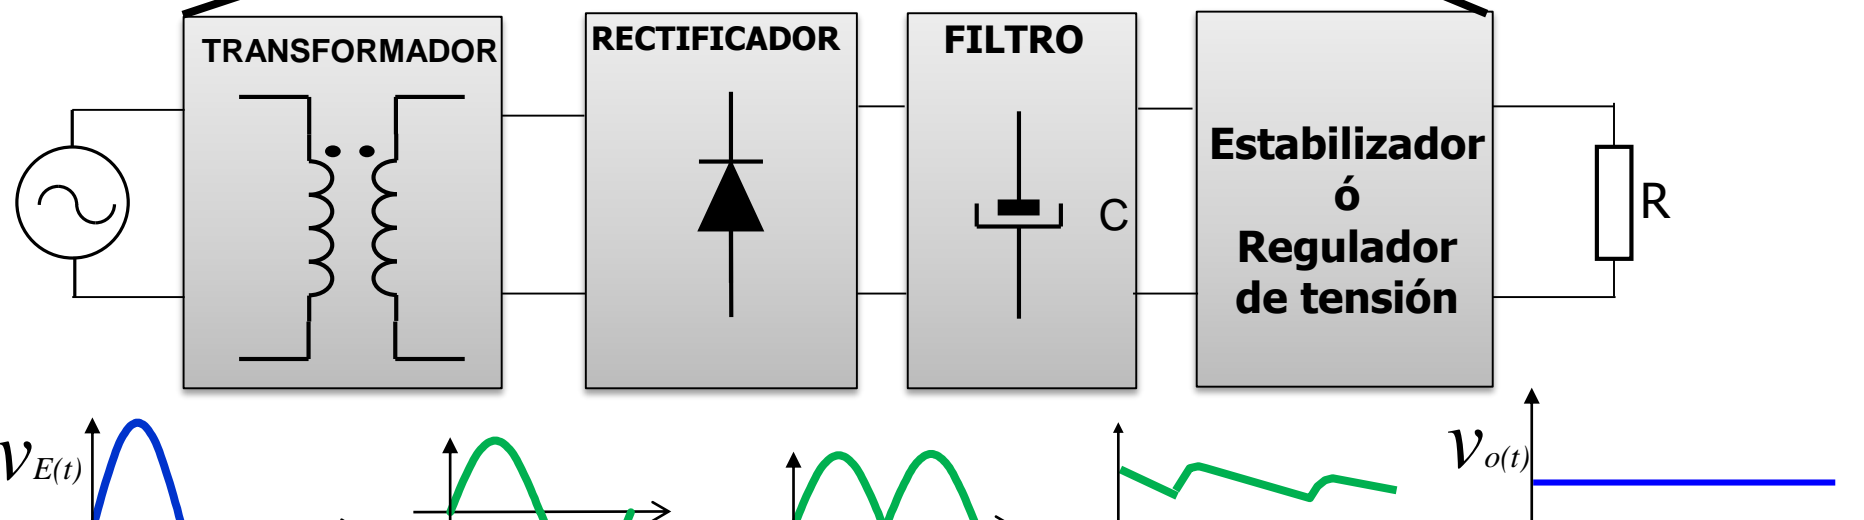 TRANSFORMADOR
RECTIFICADOR
FILTRO
C
Estabilizador
ó
Regulador
de tensión
R
vE(t)
vo(t)